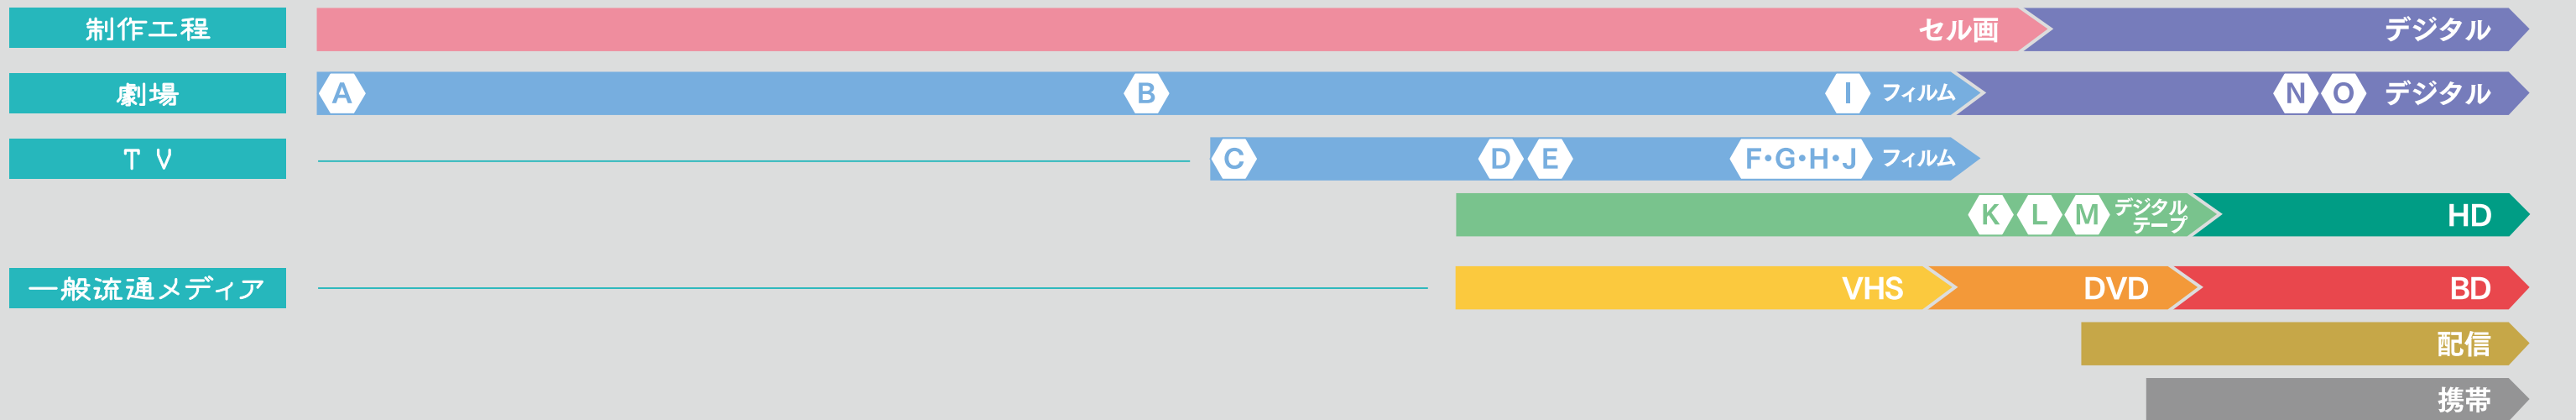 制作工程
セル画
デジタル
劇場
A
B
I
フィルム
N
O
デジタル
TV
C
D
E
F・G・H・J
フィルム
K
L
M
デジタル
テープ
HD
一般流通メディア
VHS
DVD
BD
配信
携帯